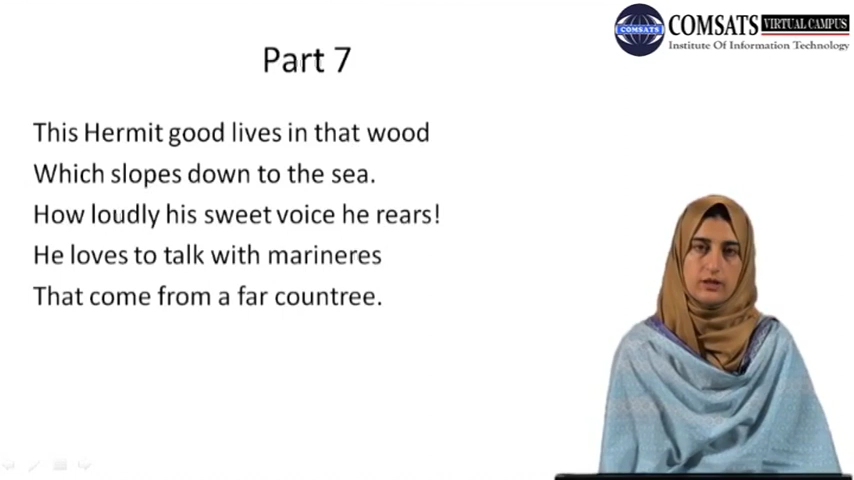 Part 7
This Hermit good lives in that wood
Which slopes down to the sea.
How loudly his sweet voice he rears!
He loves to talk with marineres
That come from a far countree.
COMSATS
COMSATS VIRTUAL CAMPUS
Institute Of Information Technology